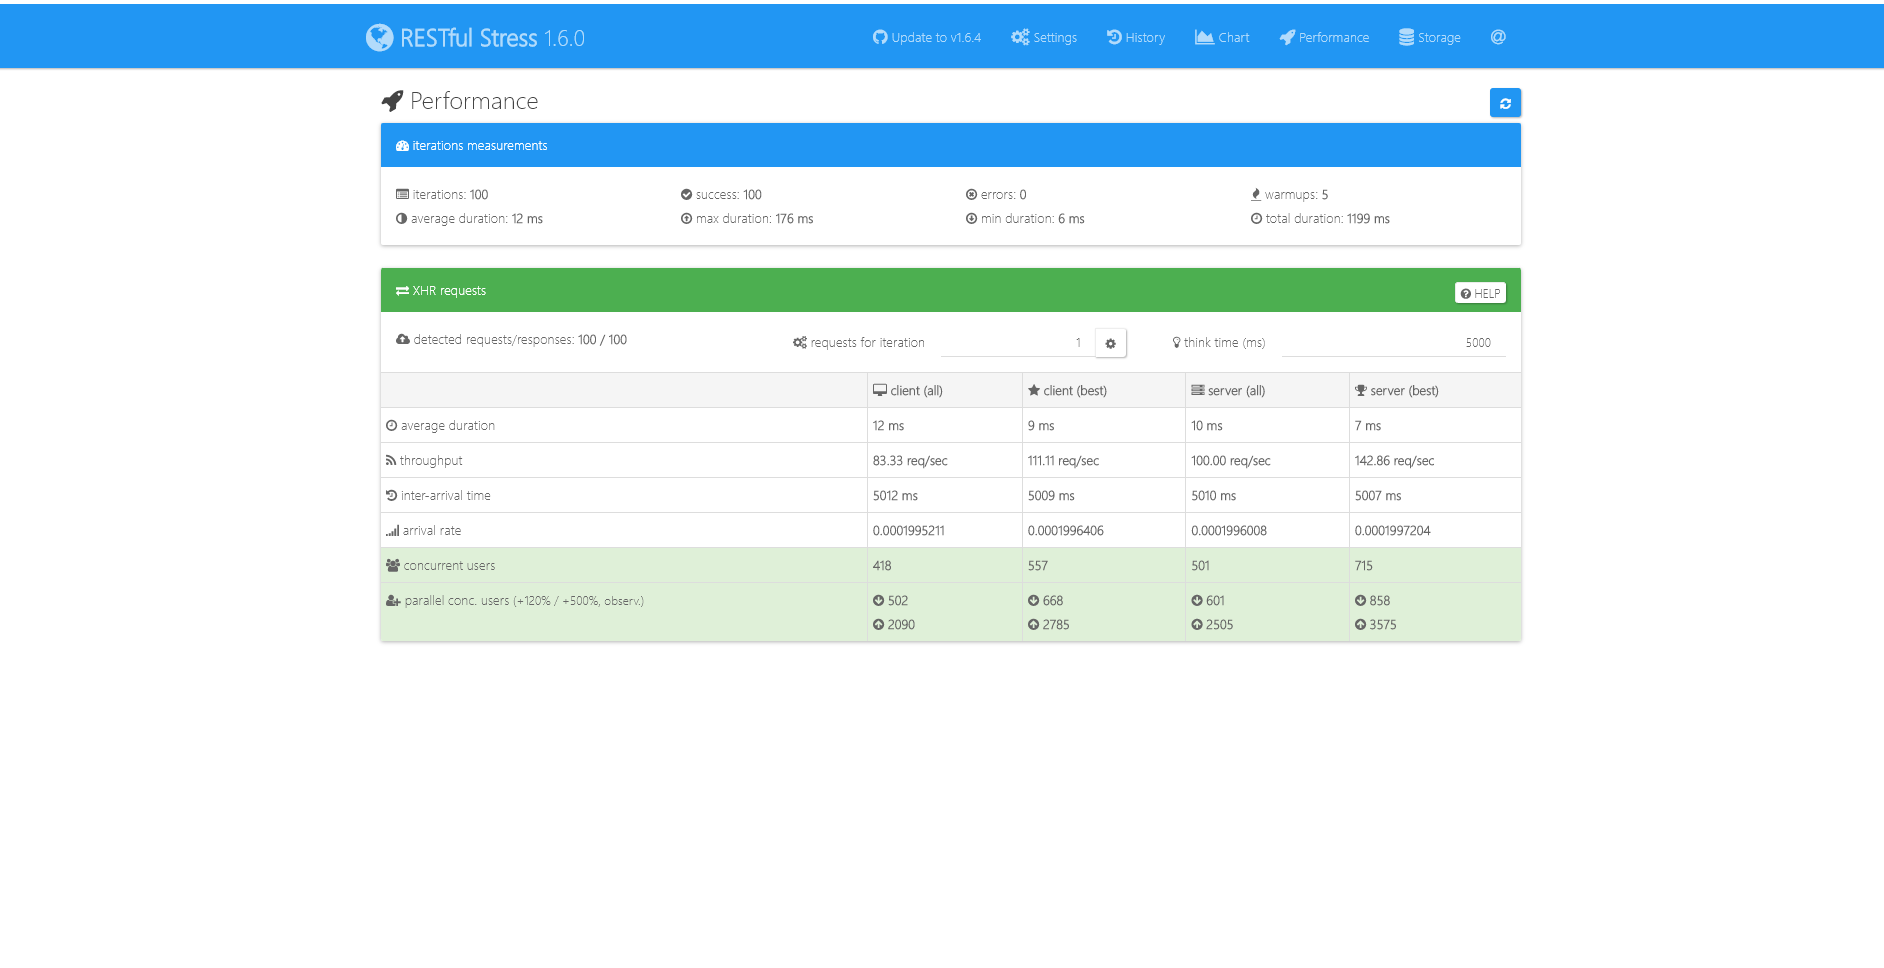 RESTful Stress 1.6.0
Update to v1.6.4 Settings History Chart Performance Storage @
Performance
iterations measurements
iterations: 100 success: 100 errors: 0 warmups: 5
average duration: 12 ms max duration: 176 ms min duration: 6 ms total duration: 1199 ms
XHR requests HELP
detected requests/responses: 100 / 100 requests for iteration 1 think time (ms) 5000
client (all) client (best) server (all) server (best)
average duration 12 ms 9 ms 10 ms 7 ms
throughput 83.33 req/sec 111.11 req/sec 100.00 req/sec 142.86 req/sec
inter-arrival time 5012 ms 5009 ms 5010 ms 5007 ms
arrival rate 0.0001995211 0.0001996406 0.0001996008 0.0001997204
concurrent users 418 557 501 715
parallel conc. users (+120% / +500%, observ.) 502 668 601 858
2090 2785 2505 3575